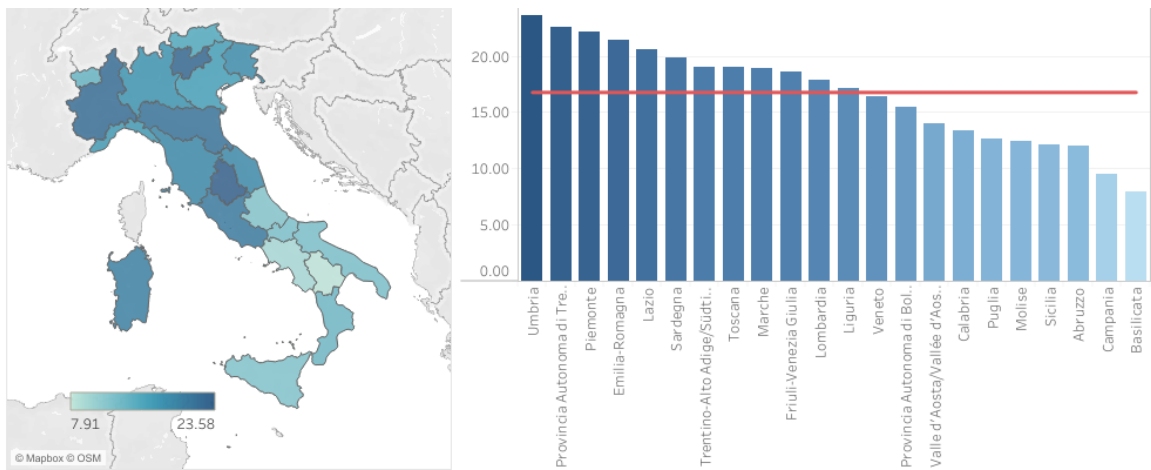 7.91
23.58
© Mapbox © OSM
20.00
15.00
10.00
5.00
0.00
Umbria
Provincia Autonoma di Tre..
Piemonte
Emilia-Romagna
Lazio
Sardegna
Trentino-Alto Adige/Südti..
Toscana
Marche
Friuli-Venezia Giulia
Lombardia
Liguria
Veneto
Provincia Autonoma di Bol..
Valle d'Aosta/Vallée d'Aos..
Calabria
Puglia
Molise
Sicilia
Abruzzo
Campania
Basilicata